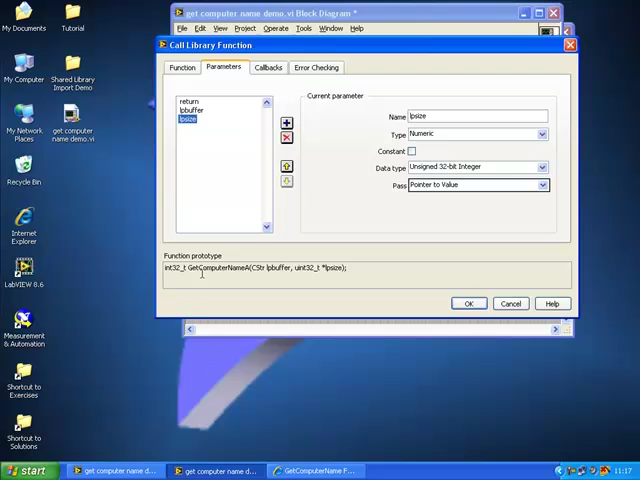 My Documents
Tutorial
My Computer
Shared Library
Import Demo
My Network
Places
get computer
name demo.vi
Recycle Bin
Internet
Explorer
LabVIEW 8.6
Measurement
& Automation
Shortcut to
Exercises
Shortcut to
Solutions
get computer name demo.vi Block Diagram *
File Edit View Project Operate Tools Window Help
Call Library Function
Function Parameters Callbacks Error Checking
return
lpbuffer
lpsize
Current parameter
Name lpsize
Type Numeric
Constant
Data type Unsigned 32-bit Integer
Pass Pointer to Value
Function prototype
int32_t GetComputerNameA(CStr lpbuffer, uint32_t *lpsize);
OK Cancel Help
start
get computer name d...
get computer name d...
GetComputerName F...
11:17